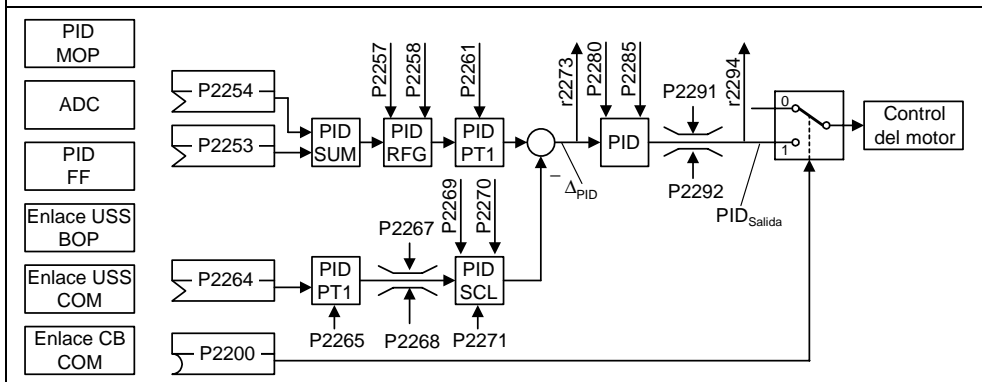 PID
MOP
ADC
PID
FF
Enlace USS
BOP
Enlace USS
COM
Enlace CB
COM
P2254
P2253
P2264
P2200
PID
SUM
P2257
P2258
PID
RFG
P2261
PID
PT1
r2273
− Δ PID
P2280
P2285
PID
P2291
P2292
r2294
PID Salida
0
1
Control
del motor
PID
PT1
P2265
P2267
P2268
P2269
P2270
PID
SCL
P2271